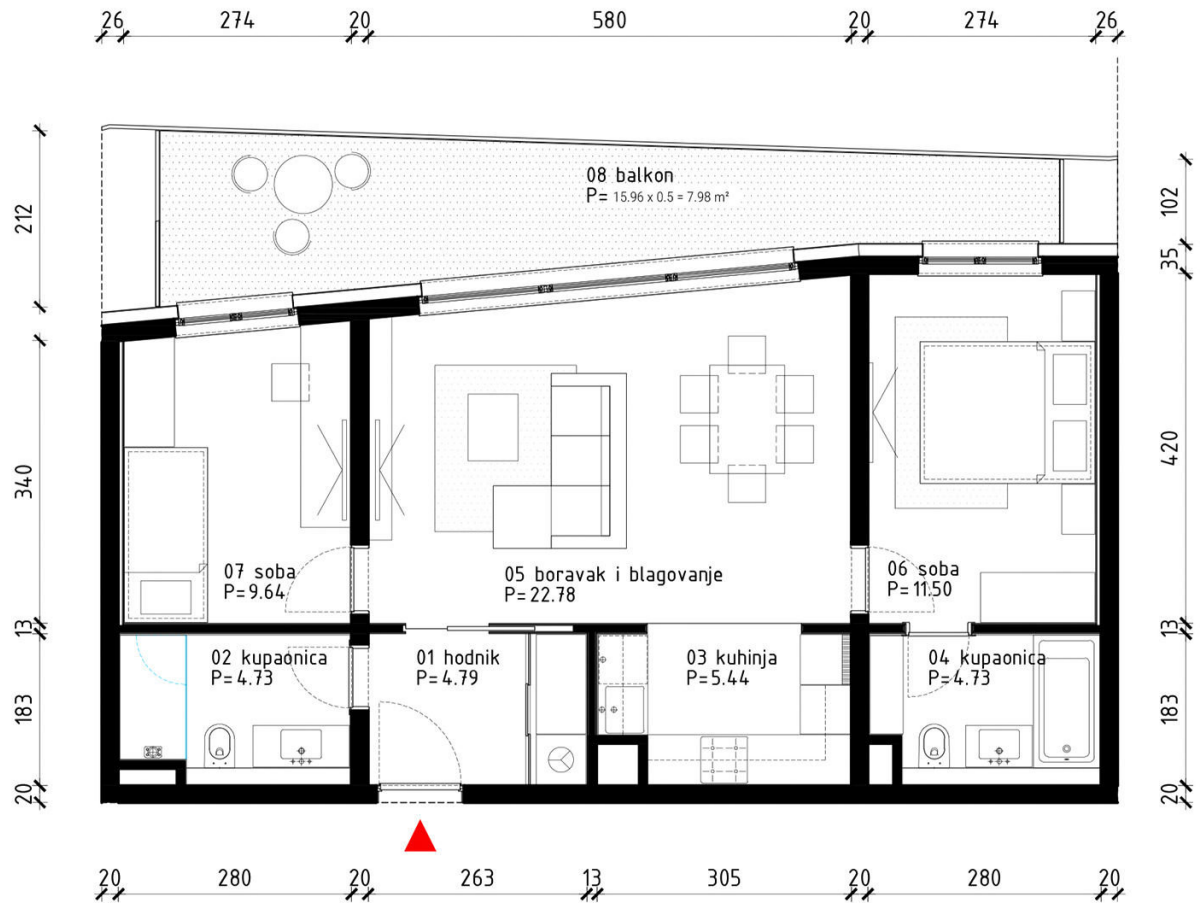 26 274 20 580 20 274 26
08 balkon
P= 15.96 x 0.5 = 7.98 m²
212
102
35
340
420
07 soba
P=9.64
05 boravak i blagovanje
P=22.78
06 soba
P=11.50
13
13
02 kupaonica
P=4.73
01 hodnik
P=4.79
03 kuhinja
P=5.44
04 kupaonica
P=4.73
183
183
20
20
20 280 20 263 13 305 20 280 20